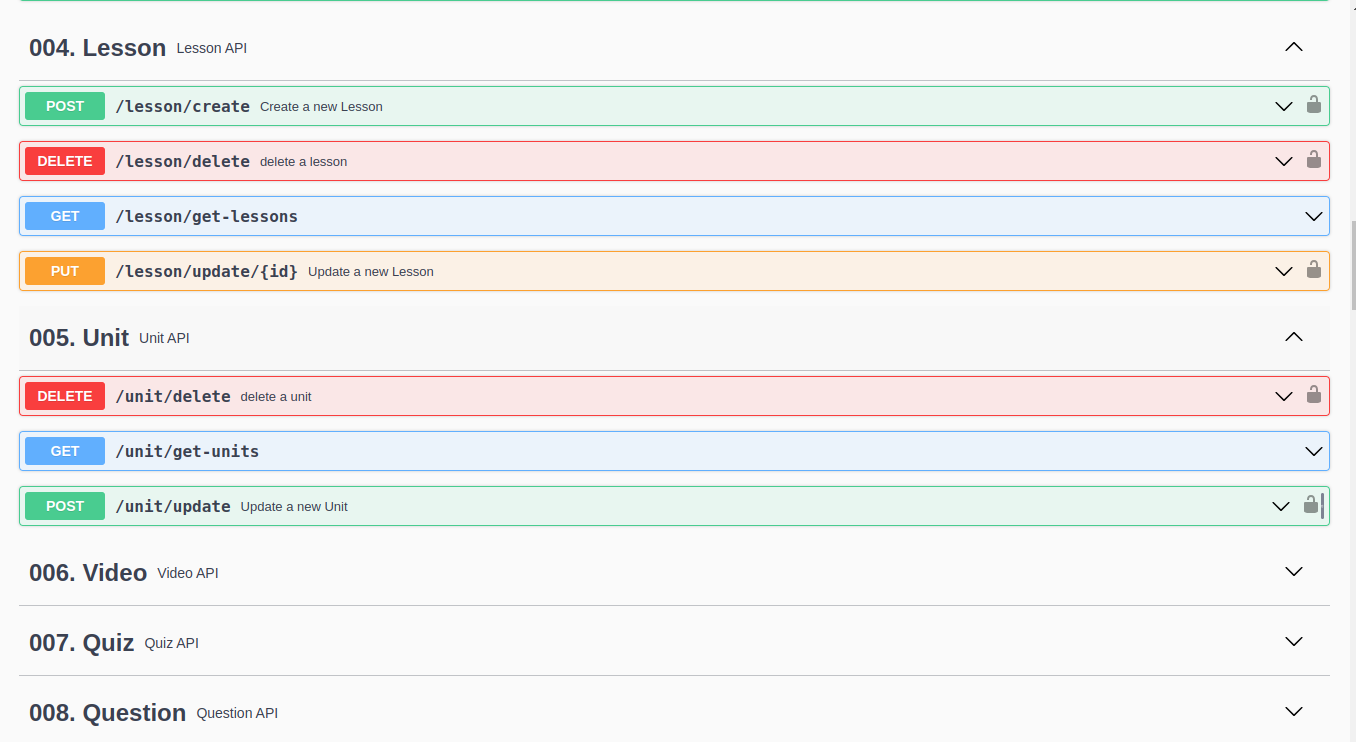 004. Lesson Lesson API
POST /lesson/create Create a new Lesson
DELETE /lesson/delete delete a lesson
GET /lesson/get-lessons
PUT /lesson/update/{id} Update a new Lesson
005. Unit Unit API
DELETE /unit/delete delete a unit
GET /unit/get-units
POST /unit/update Update a new Unit
006. Video Video API
007. Quiz Quiz API
008. Question Question API